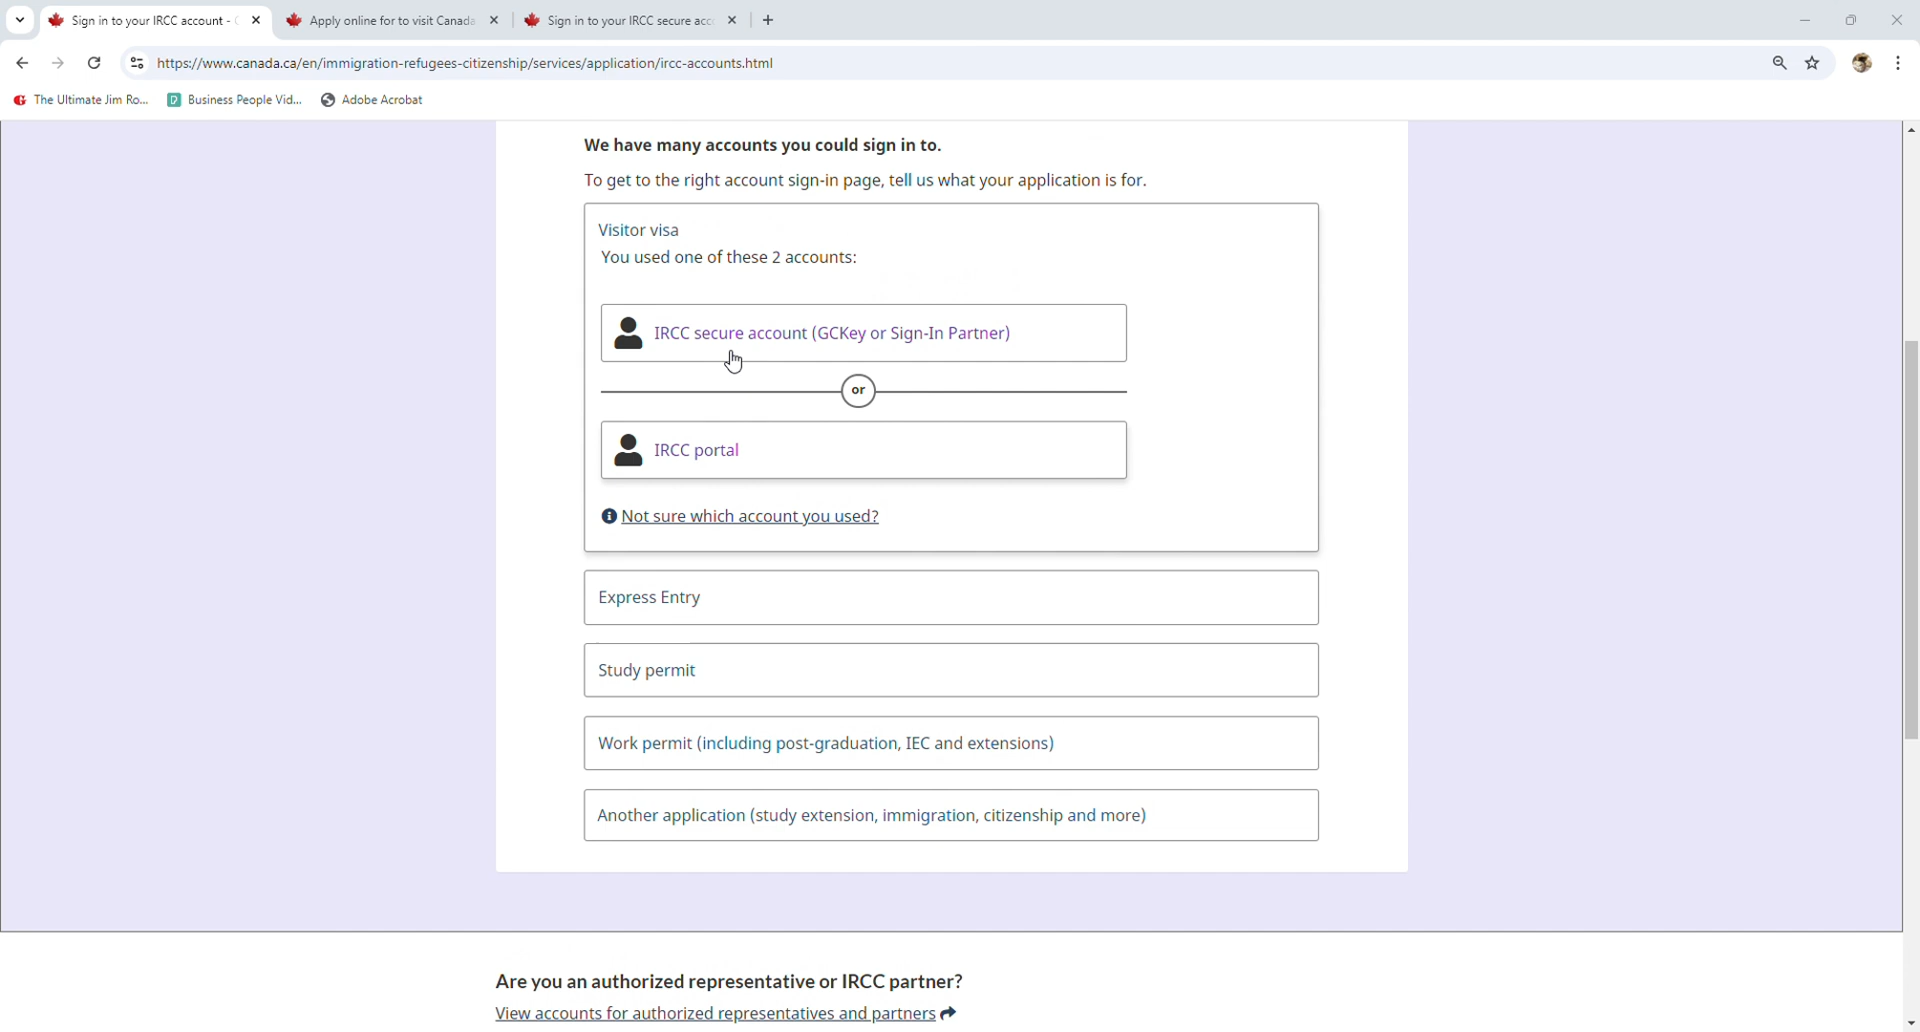 Sign in to your IRCC account - C
Apply online for to visit Canada
Sign in to your IRCC secure acc
https://www.canada.ca/en/immigration-refugees-citizenship/services/application/ircc-accounts.html
The Ultimate Jim Ro...
Business People Vid...
Adobe Acrobat
We have many accounts you could sign in to.
To get to the right account sign-in page, tell us what your application is for.
Visitor visa
You used one of these 2 accounts:
IRCC secure account (GCKey or Sign-In Partner)
or
IRCC portal
Not sure which account you used?
Express Entry
Study permit
Work permit (including post-graduation, IEC and extensions)
Another application (study extension, immigration, citizenship and more)
Are you an authorized representative or IRCC partner?
View accounts for authorized representatives and partners